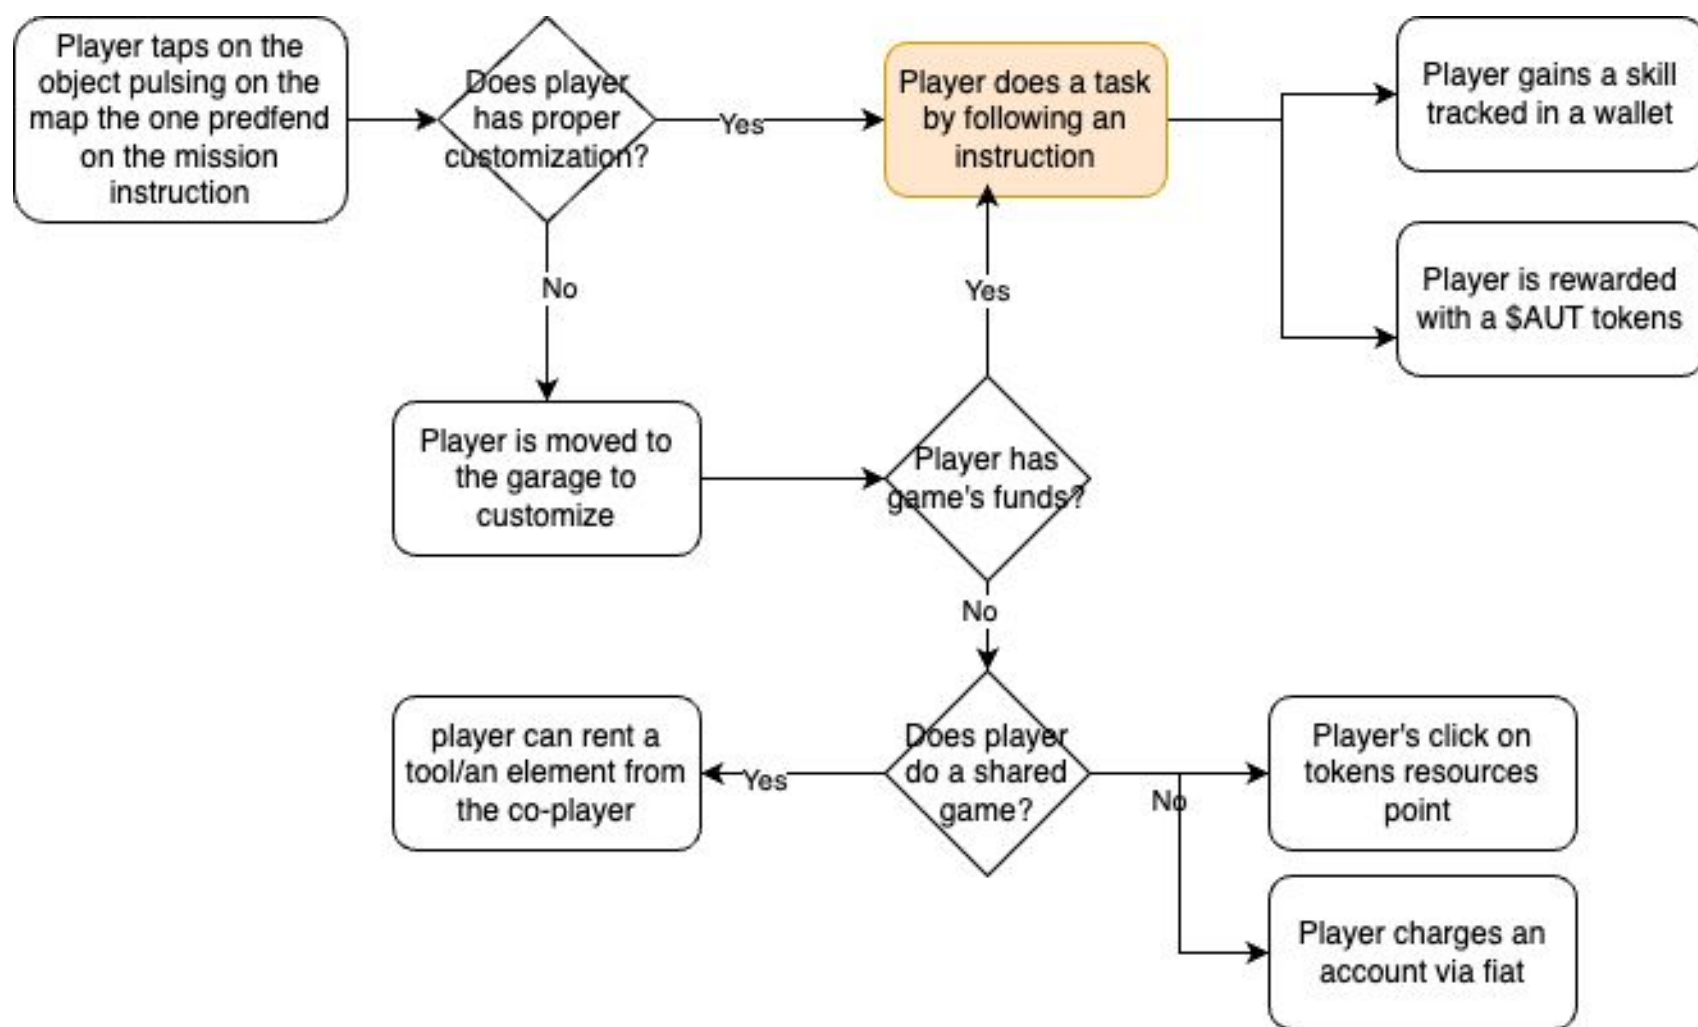 Player taps on the
object pulsing on the
map the one predfend
on the mission
instruction
Does player
has proper
customization?
Yes
Player does a task
by following an
instruction
Player gains a skill
tracked in a wallet
Player is rewarded
with a $AUT tokens
No
Yes
Player is moved to
the garage to
customize
Player has
game's funds?
No
player can rent a
tool/an element from
the co-player
Yes
Does player
do a shared
game?
No
Player's click on
tokens resources
point
Player charges an
account via fiat